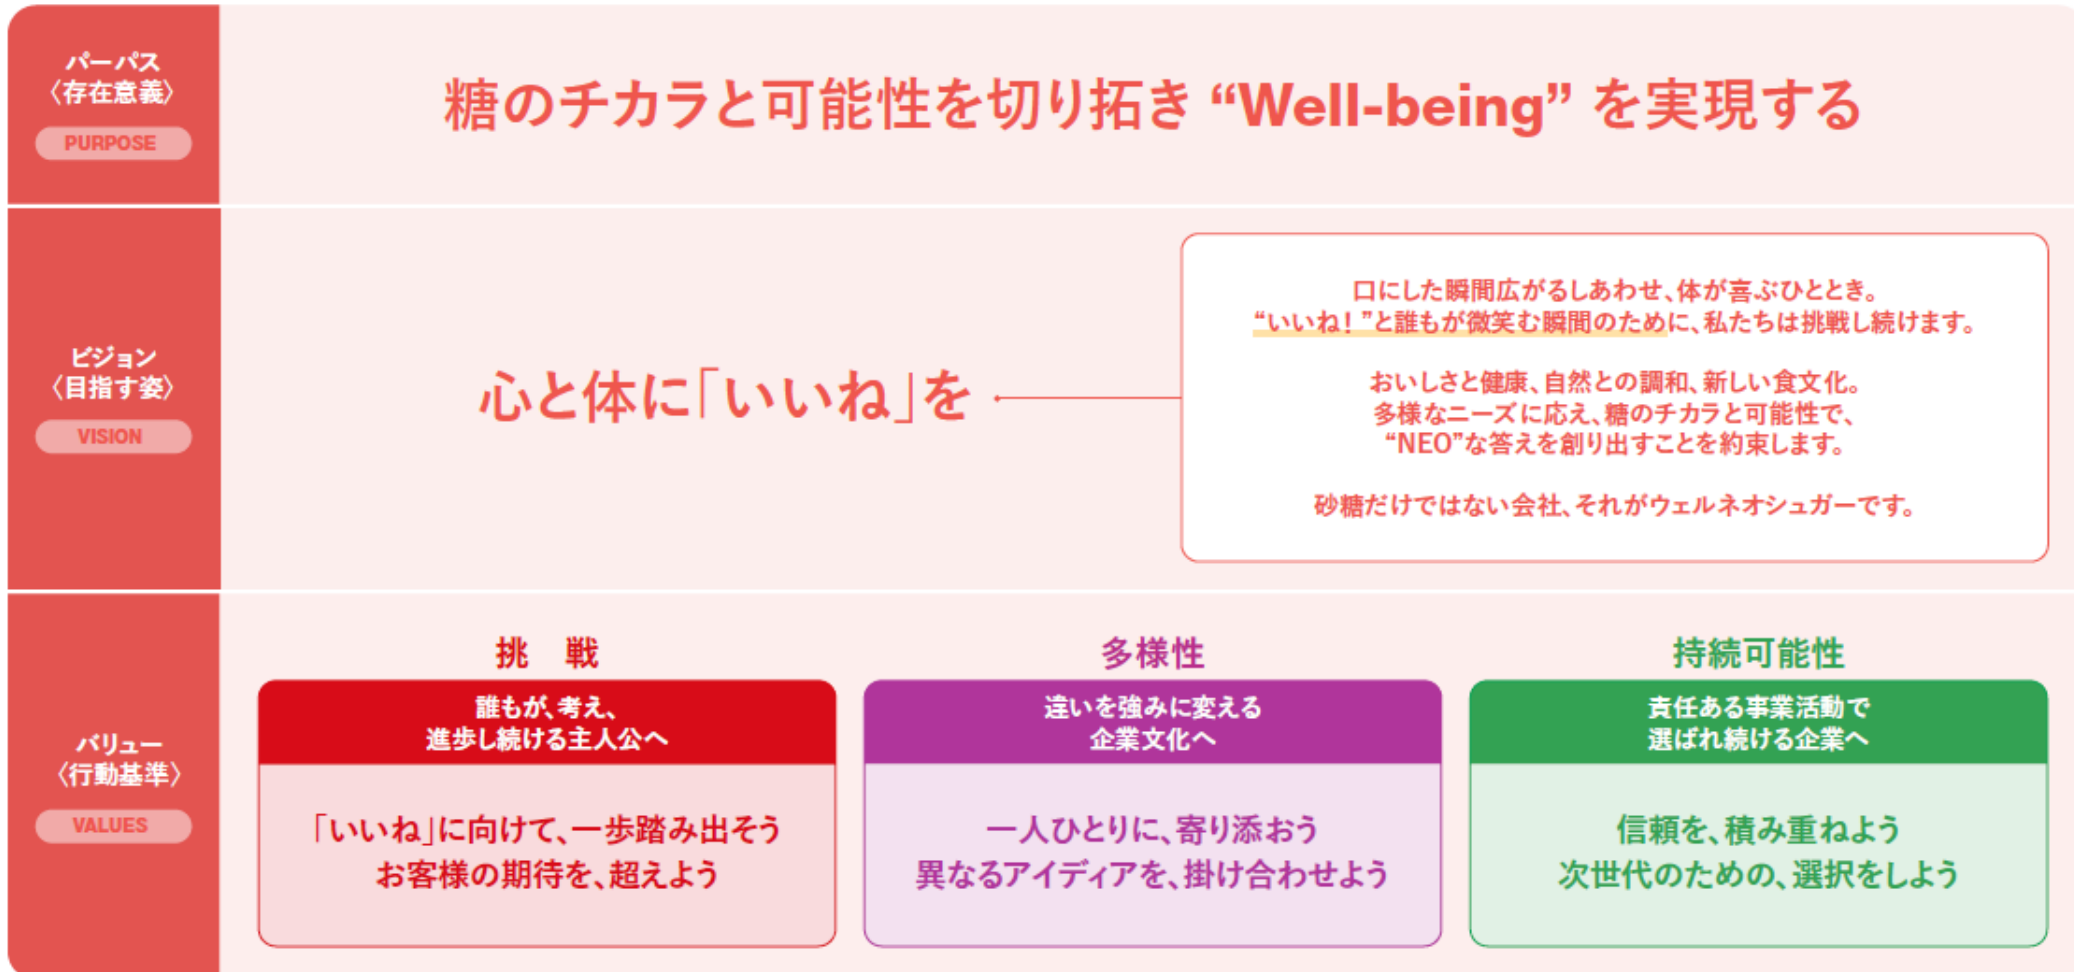 パーパス
〈存在意義〉
PURPOSE
糖のチカラと可能性を切り拓き “Well-being” を実現する
ビジョン
〈目指す姿〉
VISION
心と体に「いいね」を
口にした瞬間広がるしあわせ、体が喜ぶひととき。
“いいね！”と誰もが微笑む瞬間のために、私たちは挑戦し続けます。
おいしさと健康、自然との調和、新しい食文化。
多様なニーズに応え、糖のチカラと可能性で、
“NEO”な答えを創り出すことを約束します。
砂糖だけではない会社、それがウェルネオシュガーです。
バリュー
〈行動基準〉
VALUES
挑　戦
誰もが、考え、
進歩し続ける主人公へ
「いいね」に向けて、一歩踏み出そう
お客様の期待を、超えよう
多様性
違いを強みに変える
企業文化へ
一人ひとりに、寄り添おう
異なるアイディアを、掛け合わせよう
持続可能性
責任ある事業活動で
選ばれ続ける企業へ
信頼を、積み重ねよう
次世代のための、選択をしよう